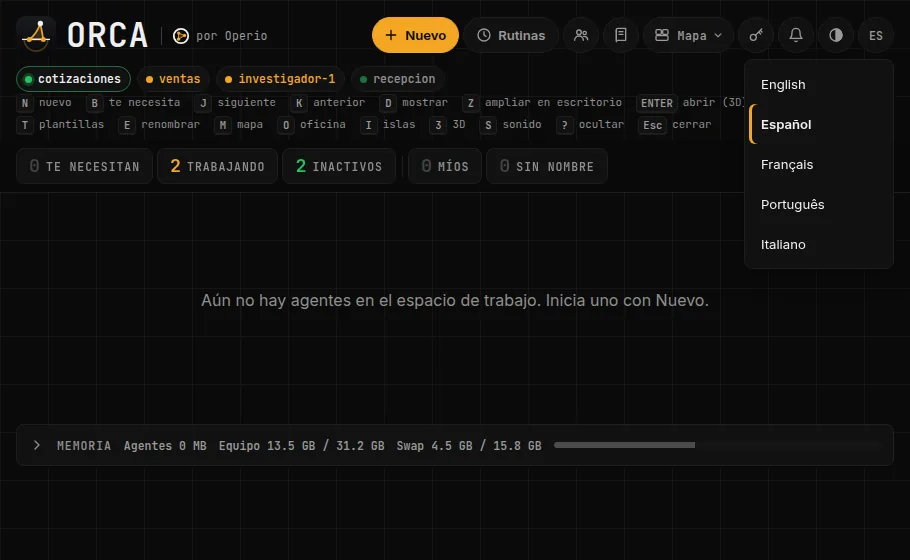 ORCA por Operio
Nuevo Rutinas Mapa ES
cotizaciones ventas investigador-1 recepcion
N nuevo B te necesita J siguiente K anterior D mostrar Z ampliar en escritorio ENTER abrir (3D)
T plantillas E renombrar M mapa O oficina I islas 3 3D S sonido ? ocultar Esc cerrar
0 TE NECESITAN 2 TRABAJANDO 2 INACTIVOS 0 MÍOS 0 SIN NOMBRE
English
Español
Français
Português
Italiano
Aún no hay agentes en el espacio de trabajo. Inicia uno con Nuevo.
MEMORIA Agentes 0 MB Equipo 13.5 GB / 31.2 GB Swap 4.5 GB / 15.8 GB